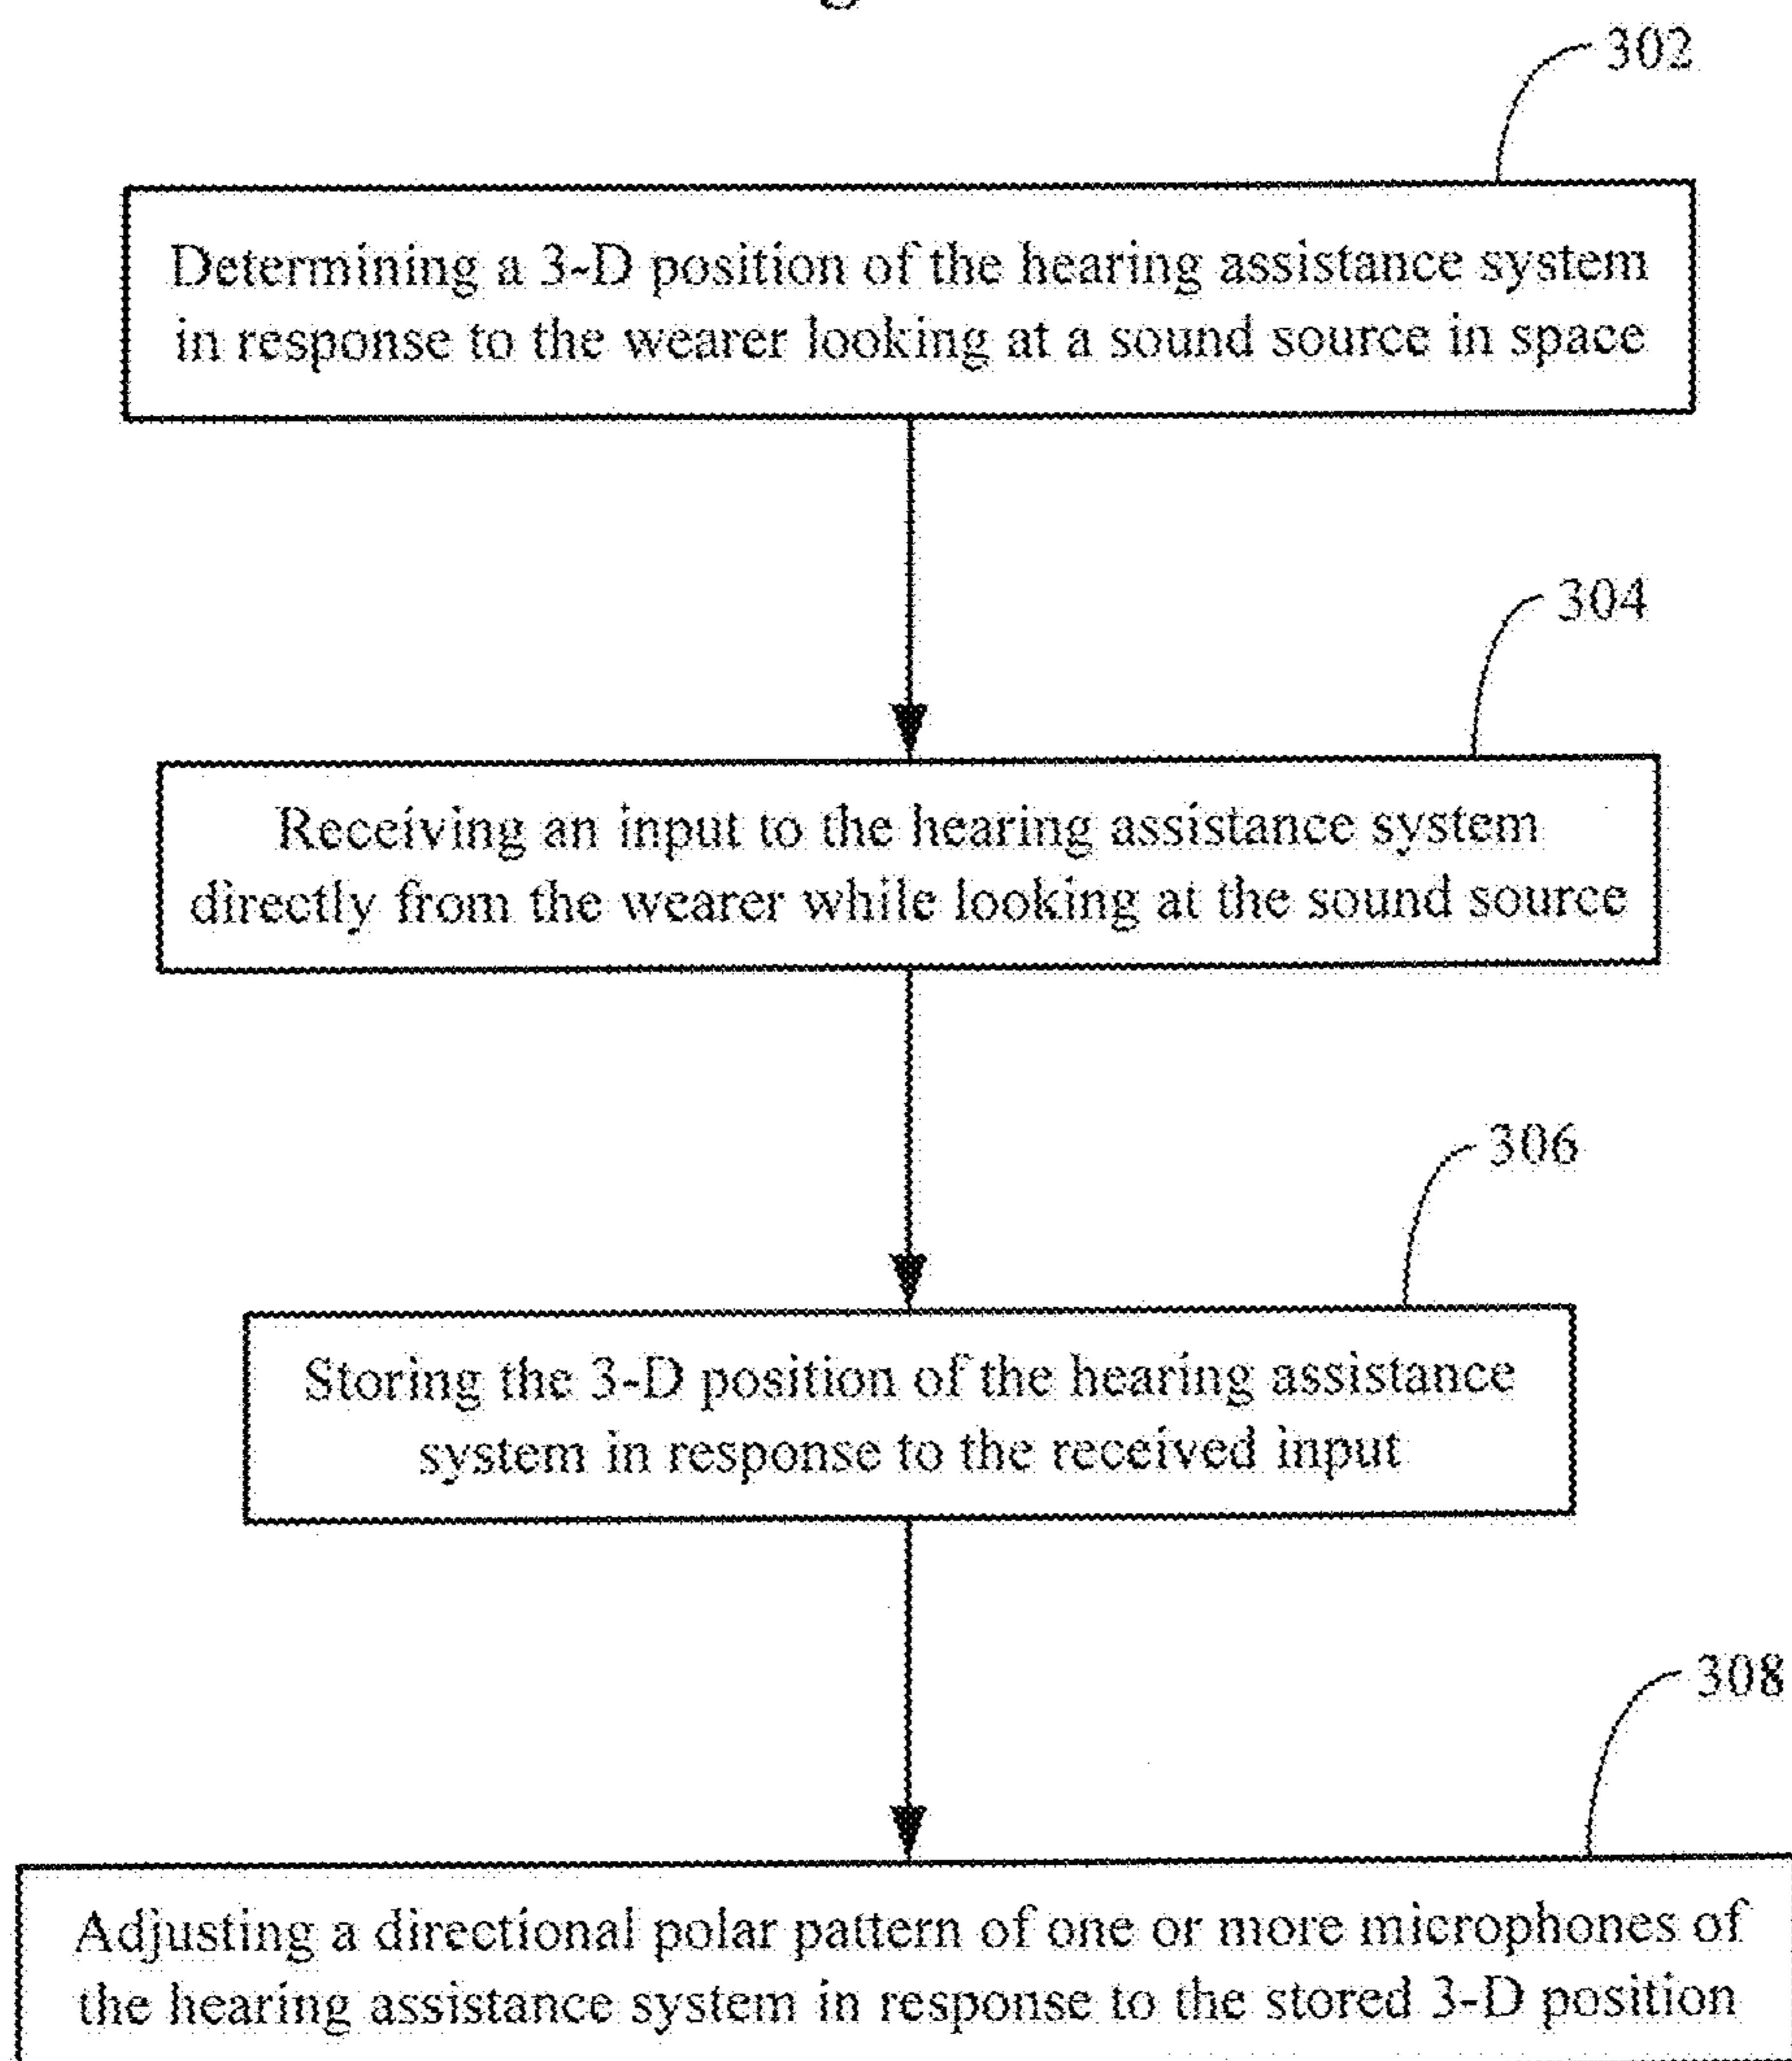 302
Determining a 3-D position of the hearing assistance system
in response to the wearer looking at a sound source in space
304
Receiving an input to the hearing assistance system
directly from the wearer while looking at the sound source
306
Storing the 3-D position of the hearing assistance
system in response to the received input
308
Adjusting a directional polar pattern of one or more microphones of
the hearing assistance system in response to the stored 3-D position